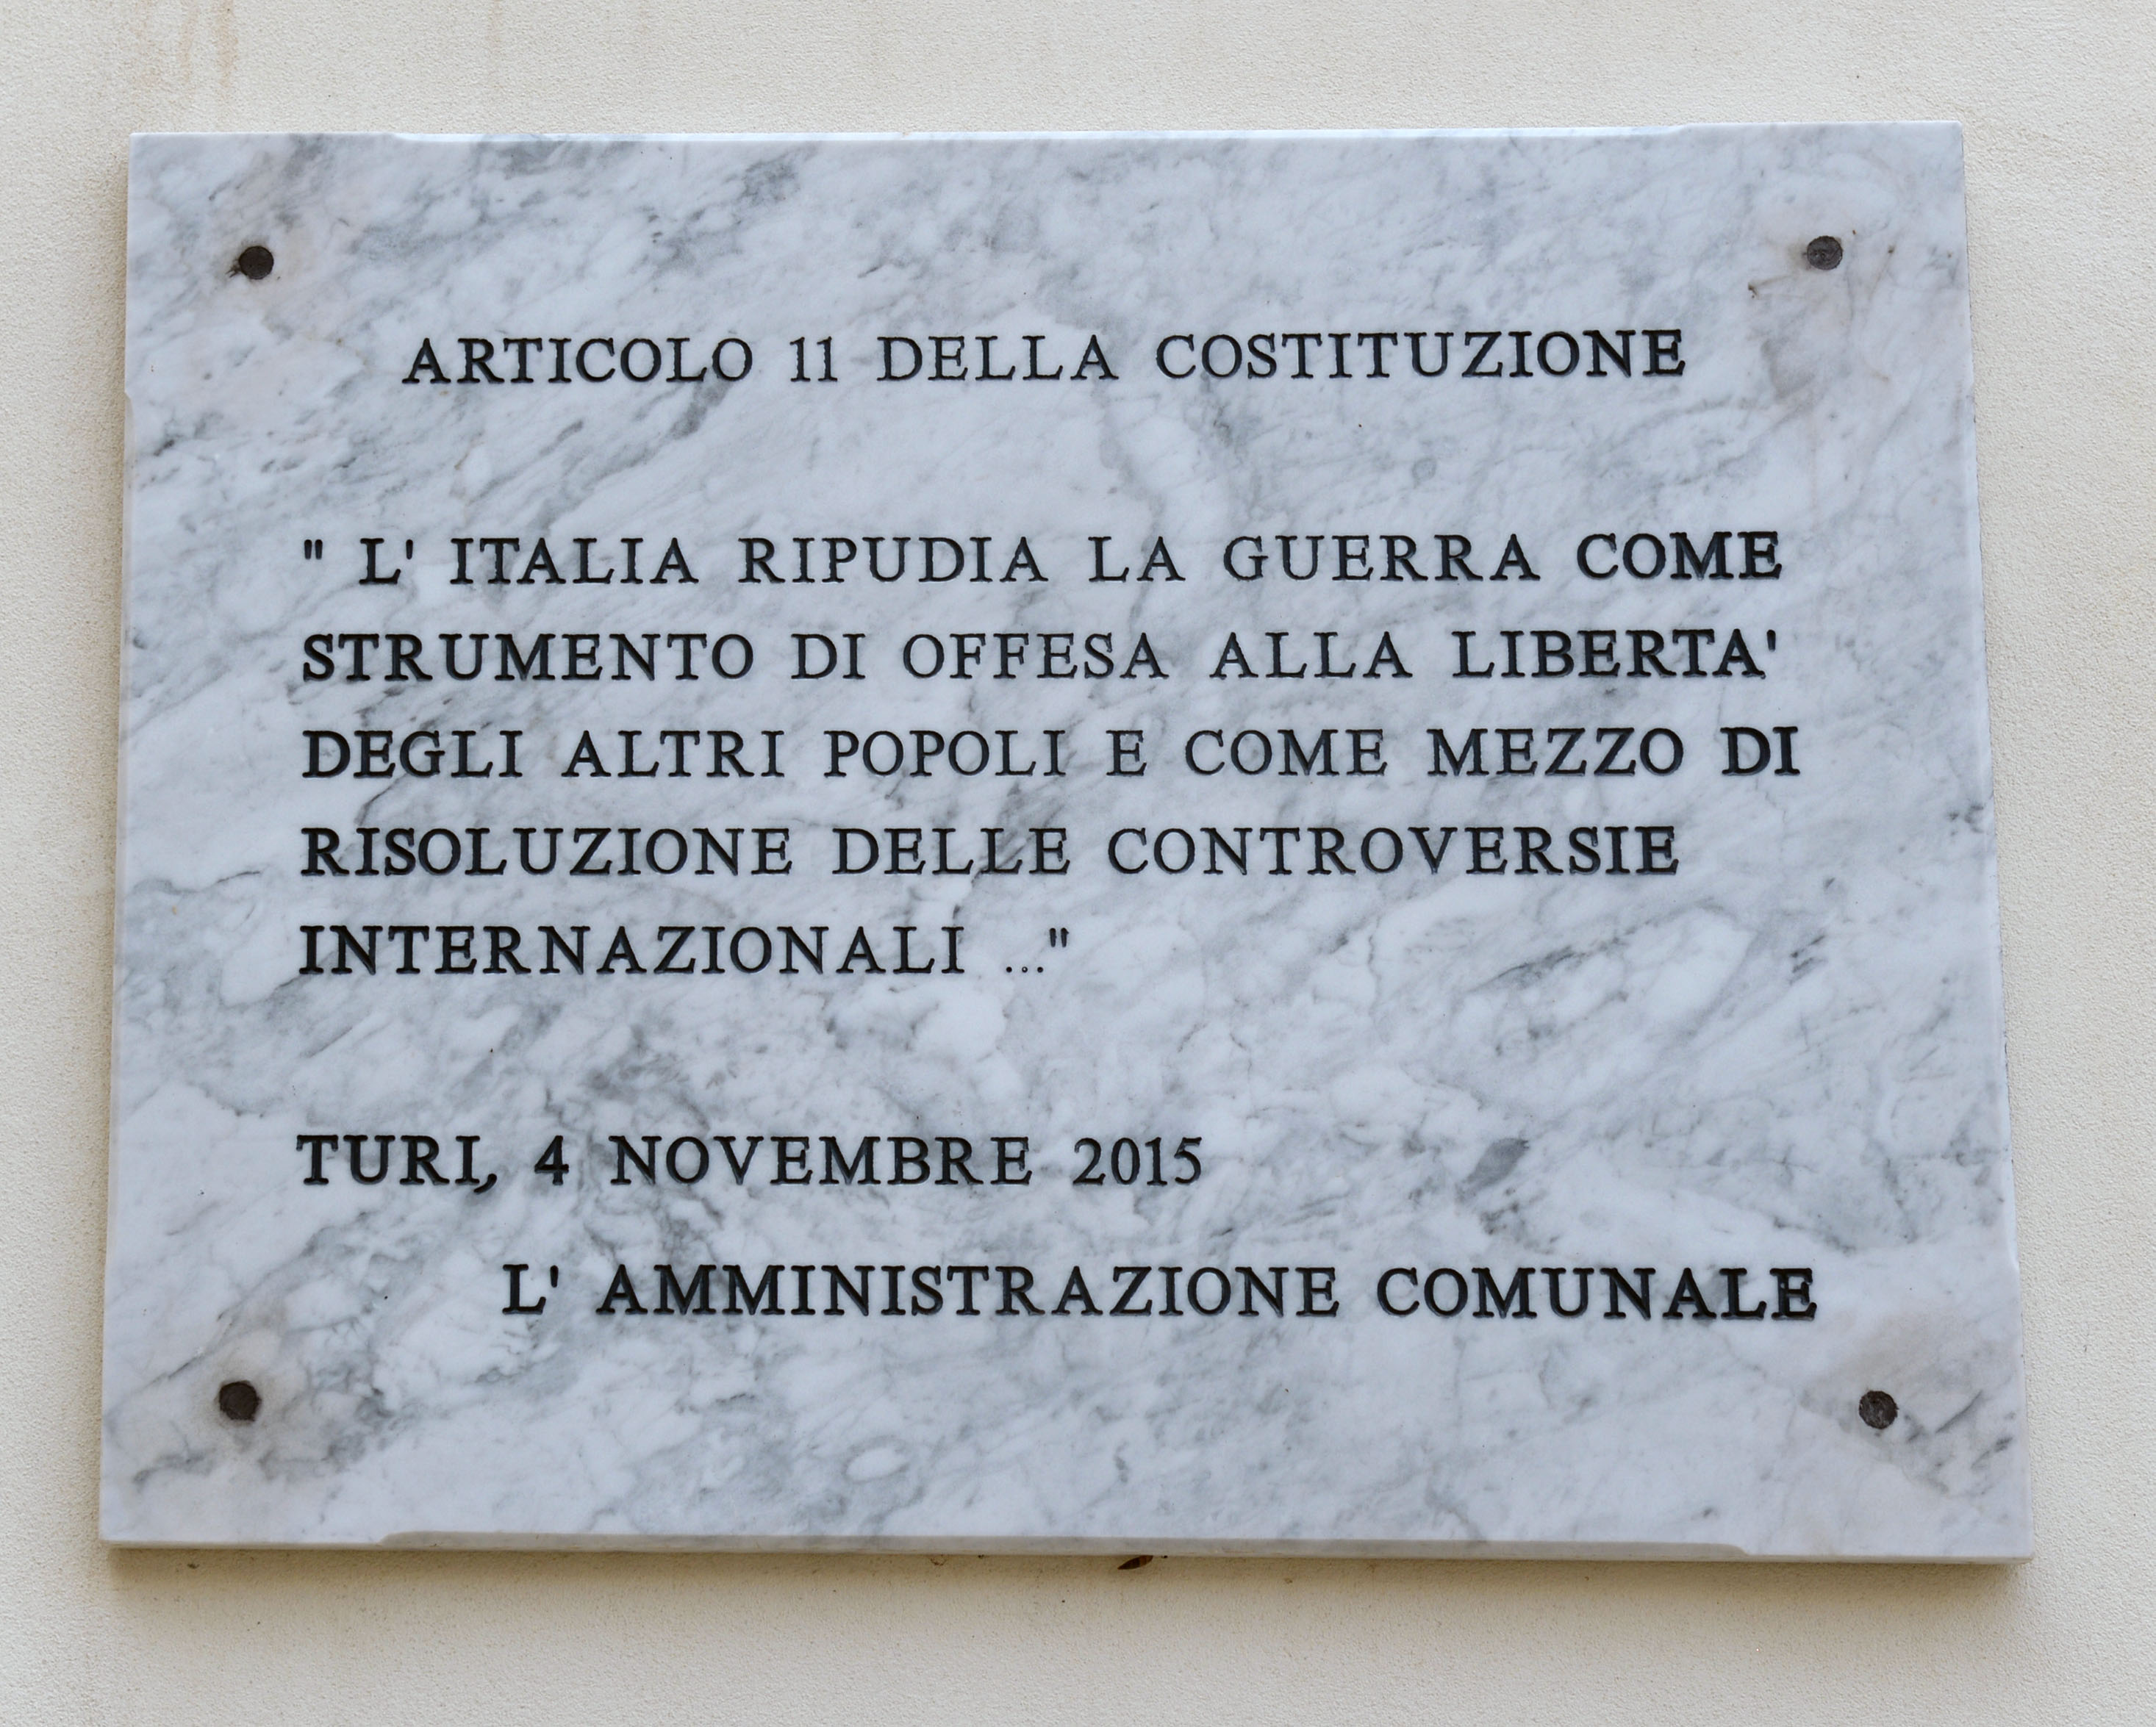 ARTICOLO 11 DELLA COSTITUZIONE
" L' ITALIA RIPUDIA LA GUERRA COME
STRUMENTO DI OFFESA ALLA LIBERTA'
DEGLI ALTRI POPOLI E COME MEZZO DI
RISOLUZIONE DELLE CONTROVERSIE
INTERNAZIONALI ..."
TURI, 4 NOVEMBRE 2015
L' AMMINISTRAZIONE COMUNALE